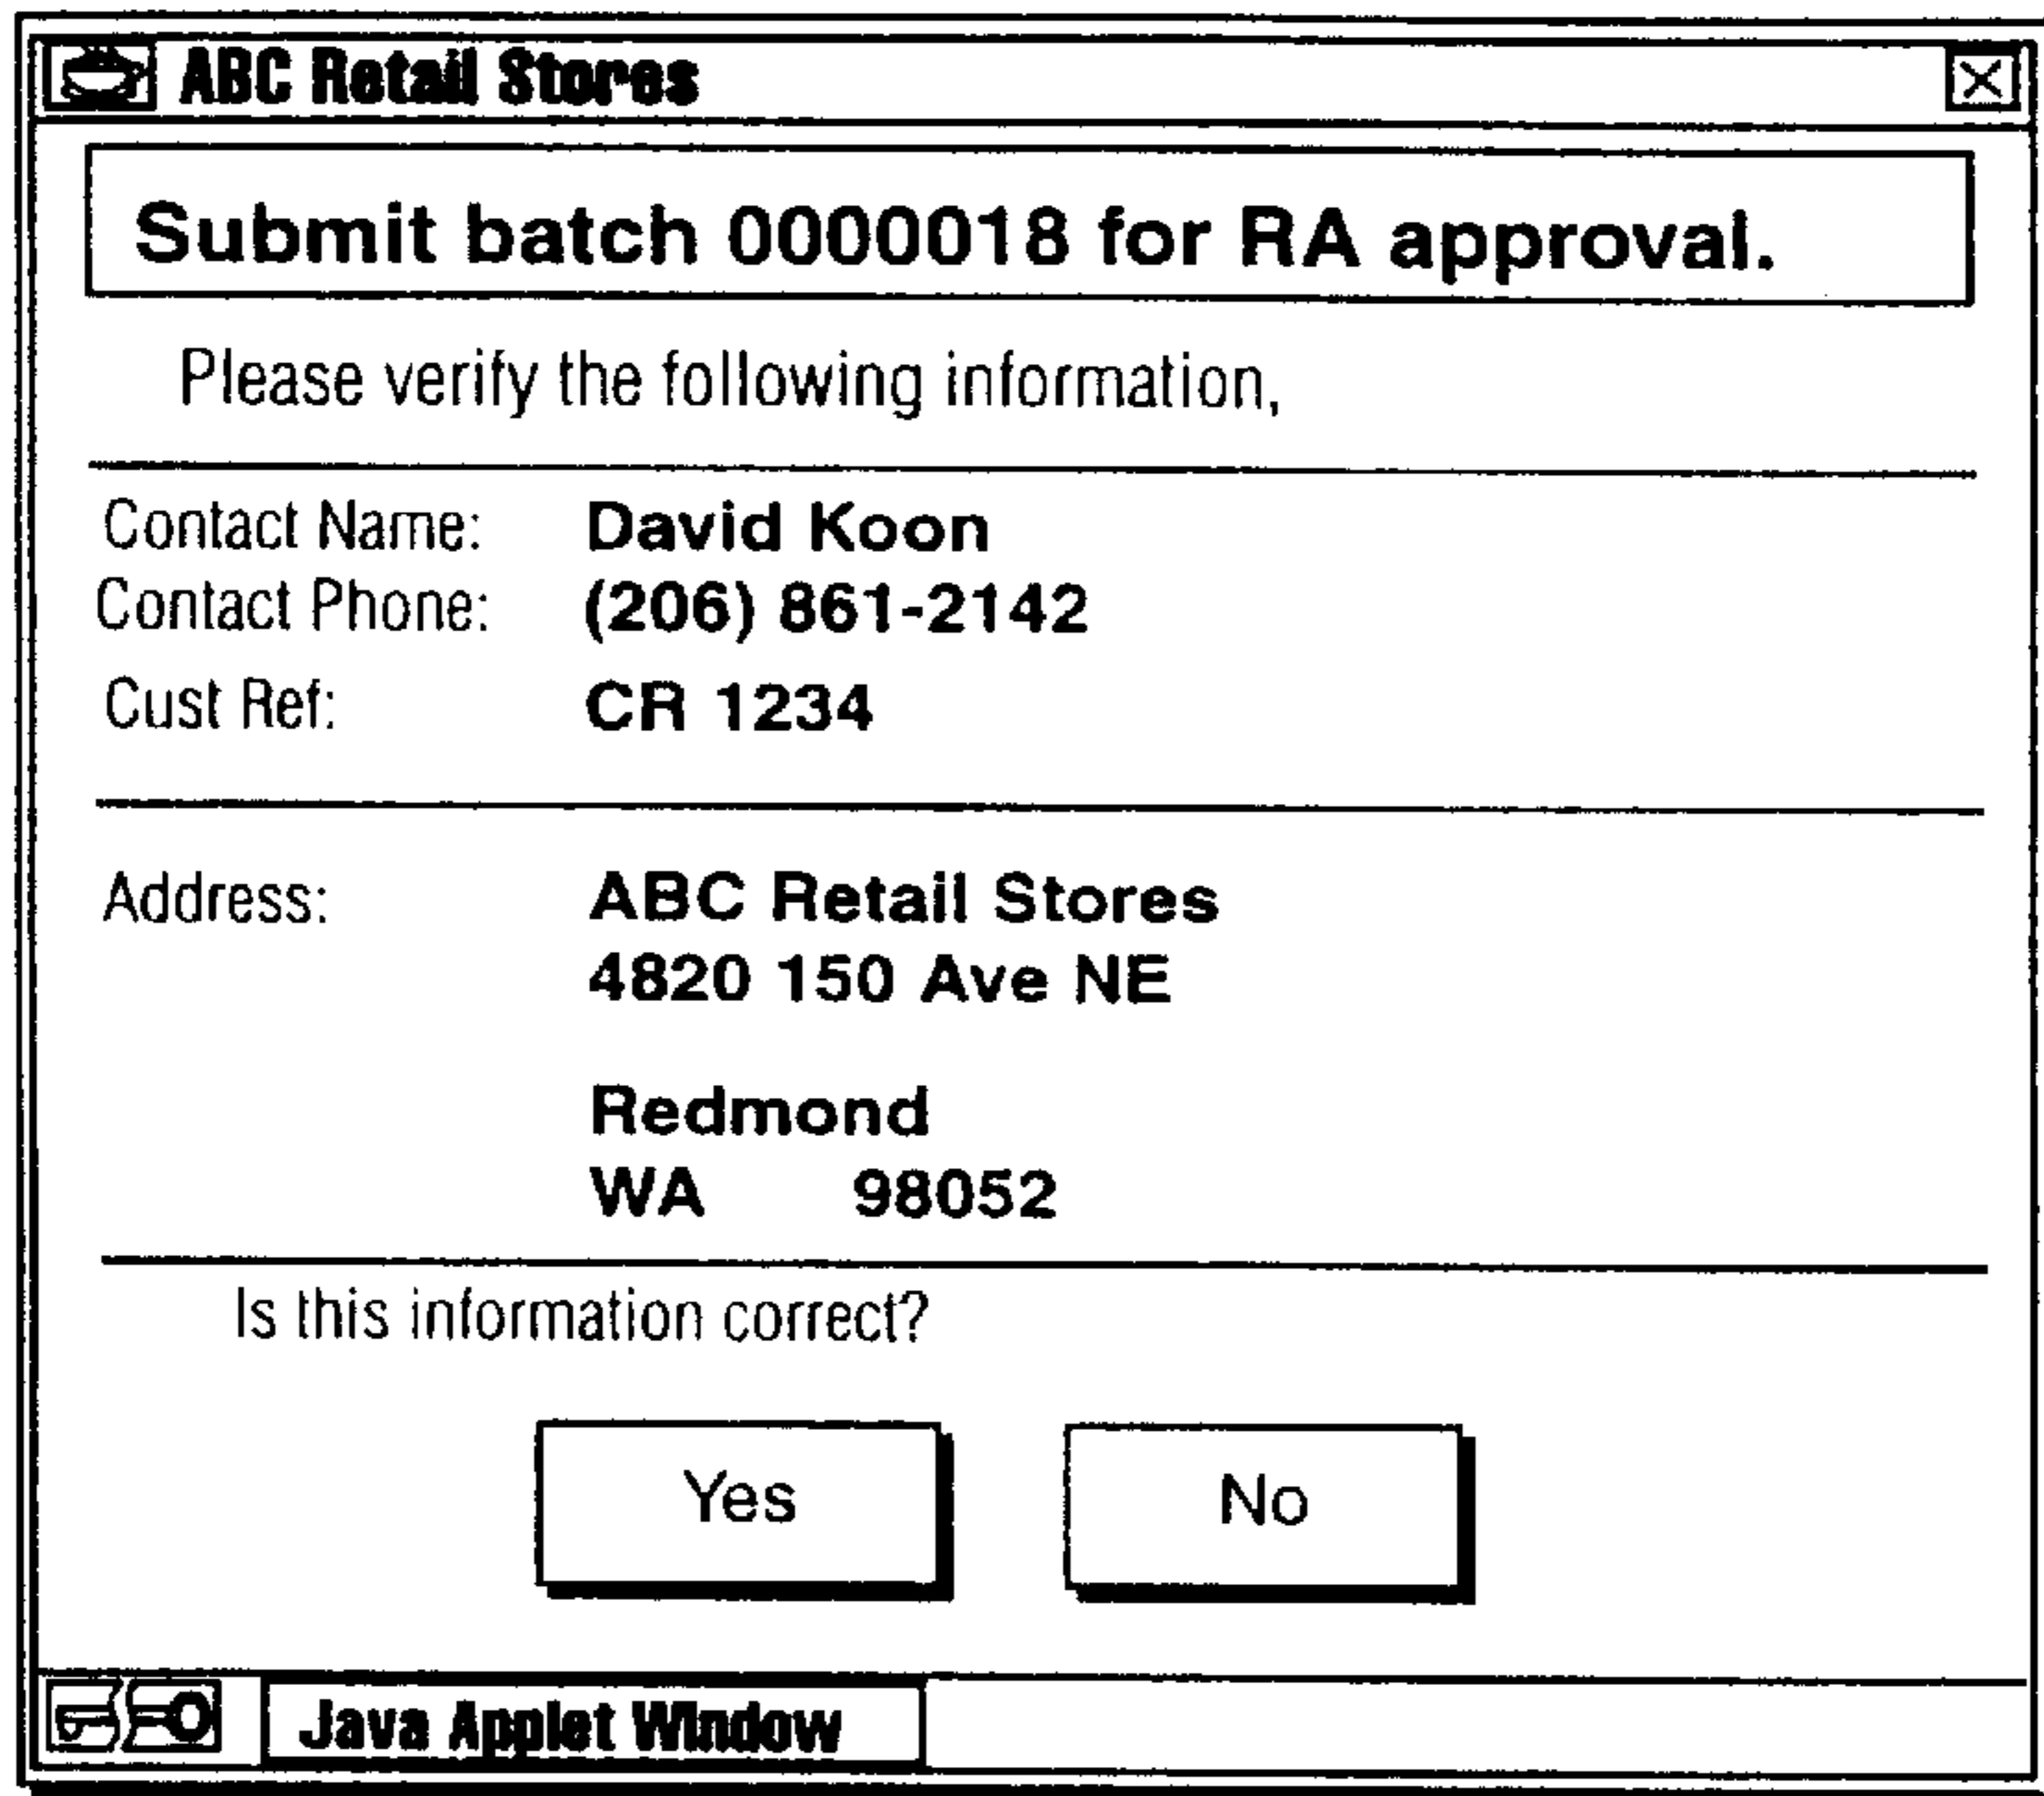 ABC Retail Stores
Submit batch 0000018 for RA approval.
Please verify the following information,
Contact Name: David Koon
Contact Phone: (206) 861-2142
Cust Ref: CR 1234
Address: ABC Retail Stores
4820 150 Ave NE
Redmond
WA 98052
Is this information correct?
Yes No
Java Applet Window